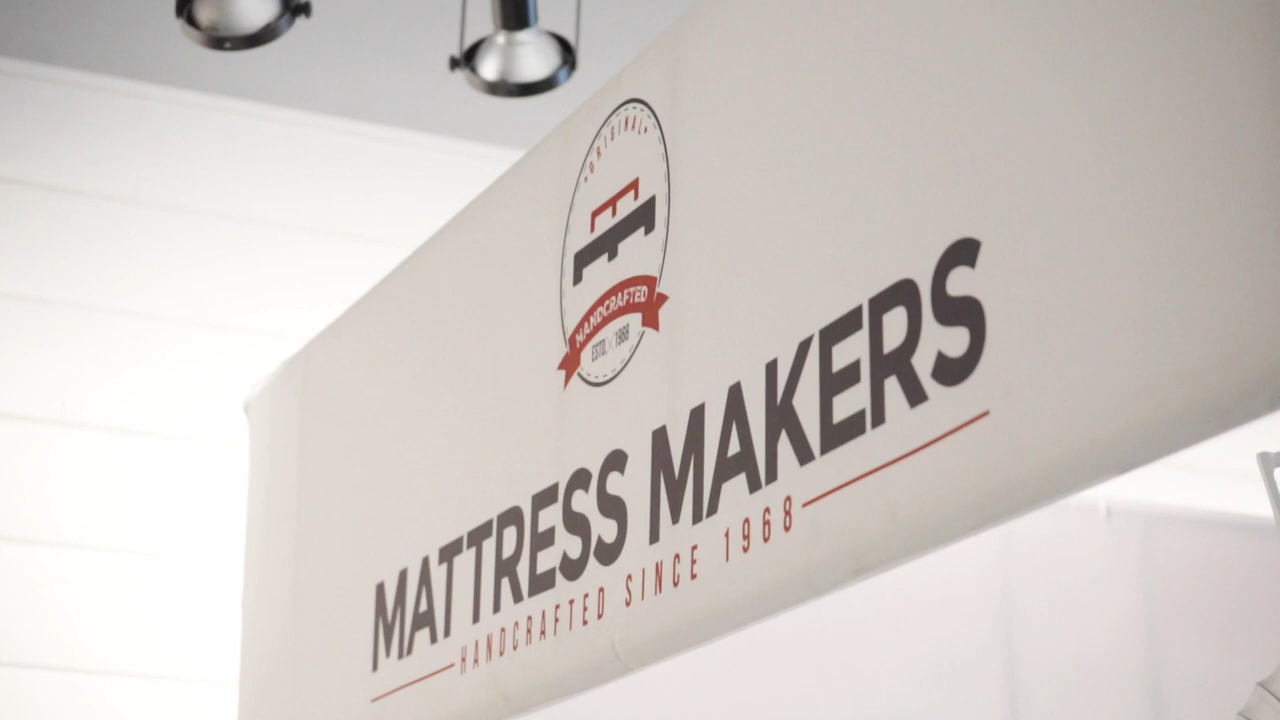 ORIGINAL
HANDCRAFTED
ESTD. 1968
MATTRESS MAKERS
HANDCRAFTED SINCE 1968